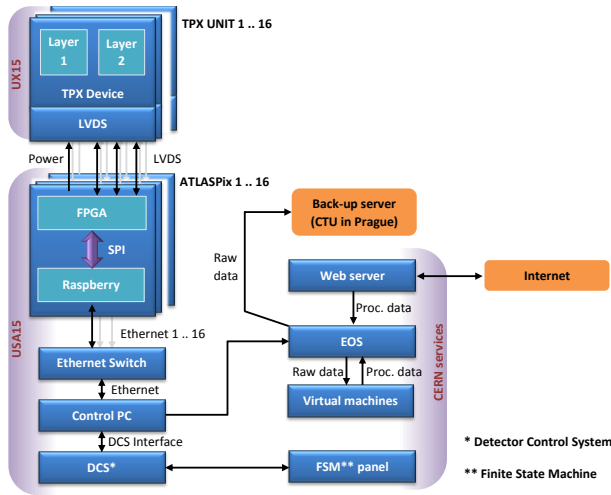 TPX UNIT 1 .. 16
UX15
Layer 1
Layer 2
TPX Device
LVDS
Power
LVDS
ATLASPix 1 .. 16
USA15
FPGA
SPI
Raspberry
Ethernet 1 .. 16
Ethernet Switch
Ethernet
Control PC
DCS Interface
DCS*
Back-up server
(CTU in Prague)
Raw
data
Web server
Internet
Proc. data
EOS
Raw data
Proc. data
Virtual machines
FSM** panel
CERN services
* Detector Control System
** Finite State Machine